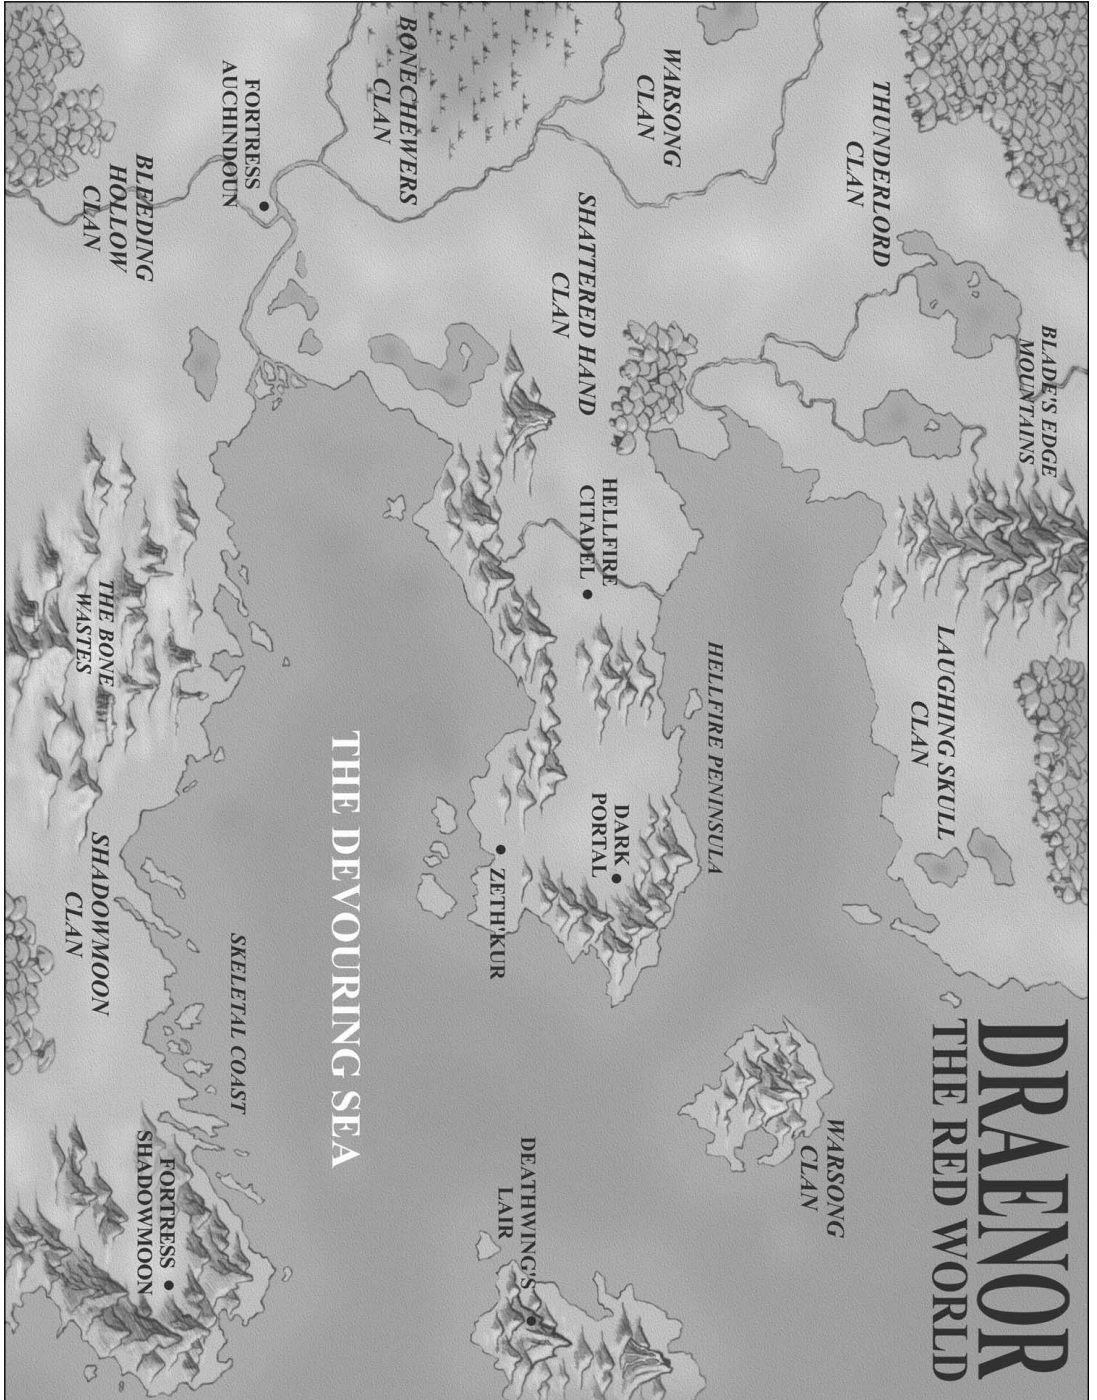 DRAENOR
THE RED WORLD
BLADE'S EDGE
MOUNTAINS
LAUGHING SKULL
CLAN
THUNDERLORD
CLAN
WARSONG
CLAN
HELLFIRE PENINSULA
WARSONG
CLAN
SHATTERED HAND
CLAN
HELLFIRE
CITADEL
DARK
PORTAL
DEATHWING'S
LAIR
ZETH'KUR
BONECHEWERS
CLAN
THE DEVOURING SEA
FORTRESS
AUCHINDOUN
SKELETAL COAST
BLEEDING
HOLLOW
CLAN
FORTRESS
SHADOWMOON
THE BONE
WASTES
SHADOWMOON
CLAN